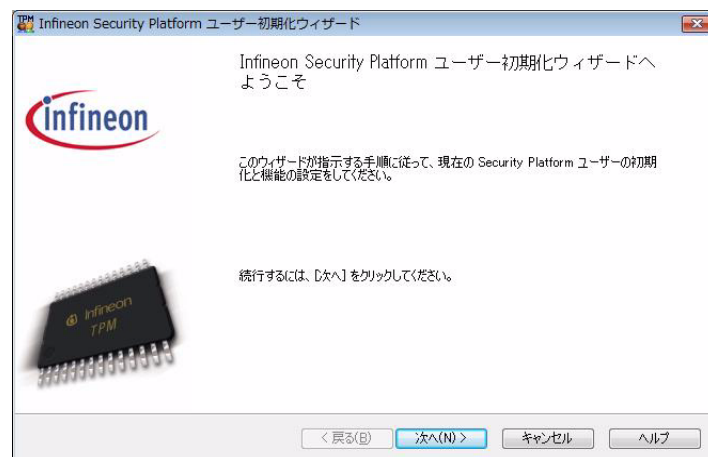 Infineon Security Platform ユーザー初期化ウィザード
Infineon Security Platform ユーザー初期化ウィザードへ
ようこそ
infineon
このウィザードが指示する手順に従って、現在の Security Platform ユーザーの初期
化と機能の設定をしてください。
続行するには、[次へ] をクリックしてください。
infineon
TPM
< 戻る(B)
次へ(N) >
キャンセル
ヘルプ